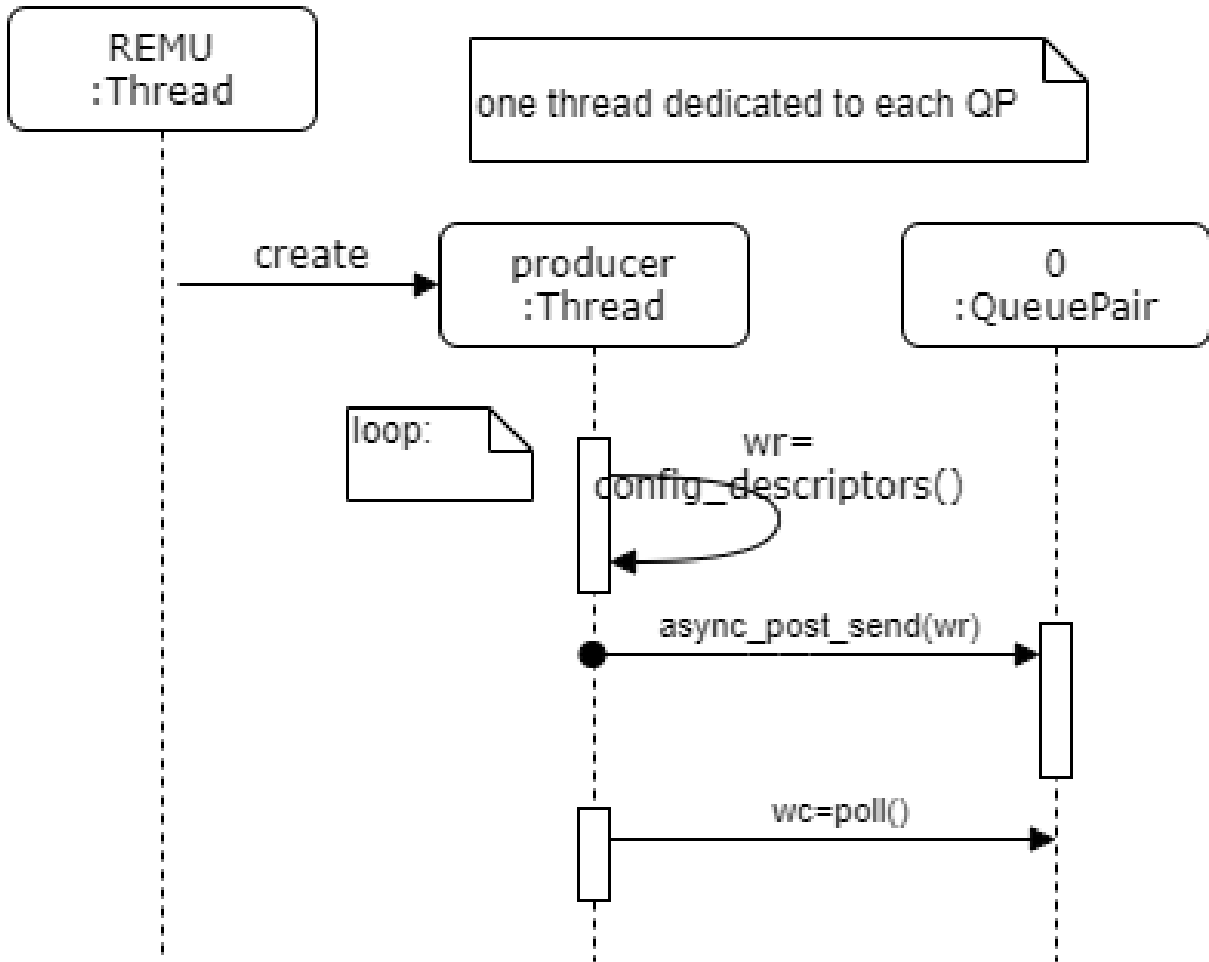 REMU
:Thread
one thread dedicated to each QP
create
producer
:Thread
0
:QueuePair
loop:
wr=
config_descriptors()
async_post_send(wr)
wc=poll()